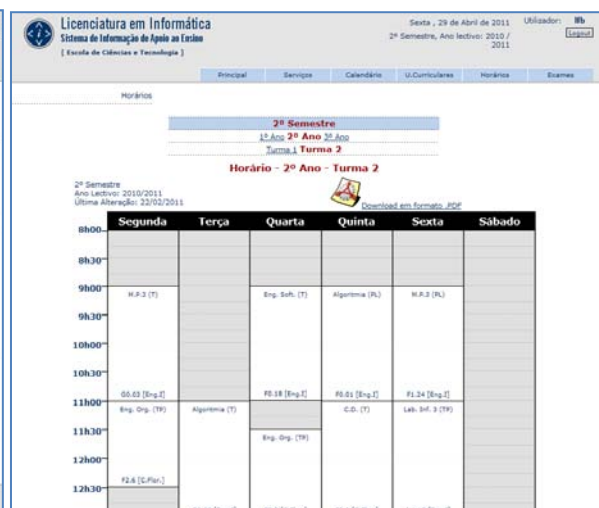 Licenciatura em Informática
Sistema de Informação de Apoio ao Ensino
[ Escola de Ciências e Tecnologia ]
Sexta , 29 de Abril de 2011
2º Semestre, Ano lectivo: 2010 /
2011
Utilizador:
Logout
Principal Serviços Calendário U.Curriculares Horários Exames
Horários
2º Semestre
1º Ano 2º Ano 3º Ano
Turma 1 Turma 2
Horário - 2º Ano - Turma 2
2º Semestre
Ano Lectivo: 2010/2011
Última Alteração: 22/02/2011
Download em formato .PDF
Segunda Terça Quarta Quinta Sexta Sábado
8h00
8h30
9h00
M.P.3 (T) Eng. Soft. (T) Algoritmia (PL) M.P.3 (PL)
9h30
10h00
10h30
G0.03 [Eng.I] F0.18 [Eng.I] F0.01 [Eng.I] F1.24 [Eng.I]
11h00
Eng. Org. (TP) Algoritmia (T) C.D. (T) Lab. Inf. 3 (TP)
11h30
Eng. Org. (TP)
12h00
F2.6 [C.Flor.]
12h30